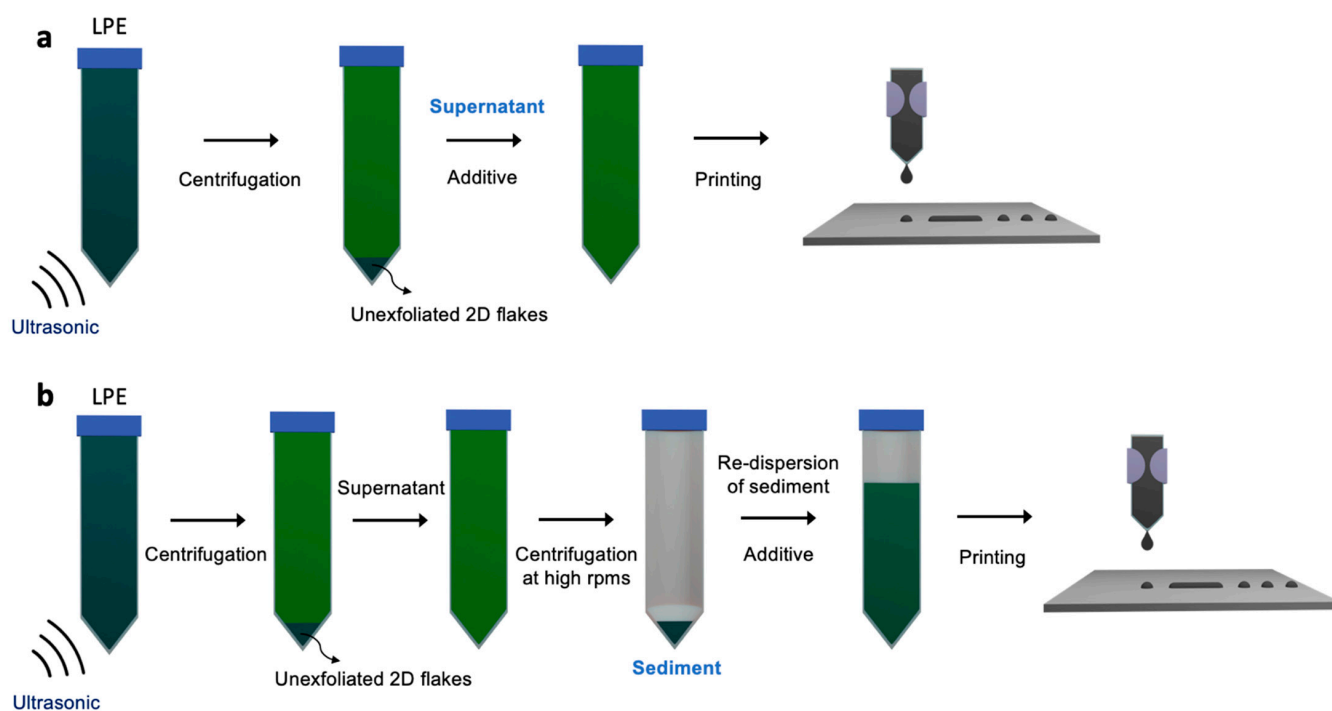 a
LPE
Supernatant
Centrifugation
Additive
Printing
Unexfoliated 2D flakes
Ultrasonic
b
LPE
Supernatant
Re-dispersion
of sediment
Centrifugation
Centrifugation
at high rpms
Additive
Printing
Unexfoliated 2D flakes
Sediment
Ultrasonic